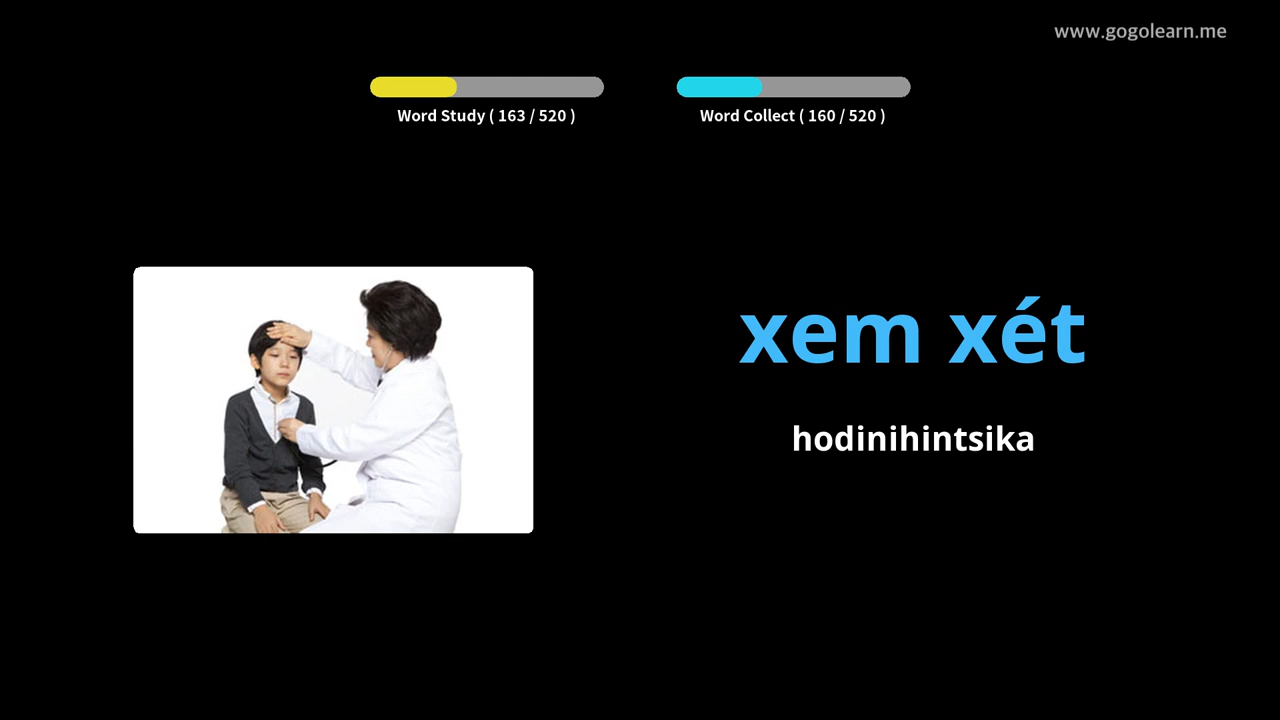 www.gogolearn.me
Word Study ( 163 / 520 )
Word Collect ( 160 / 520 )
xem xét
hodinihintsika